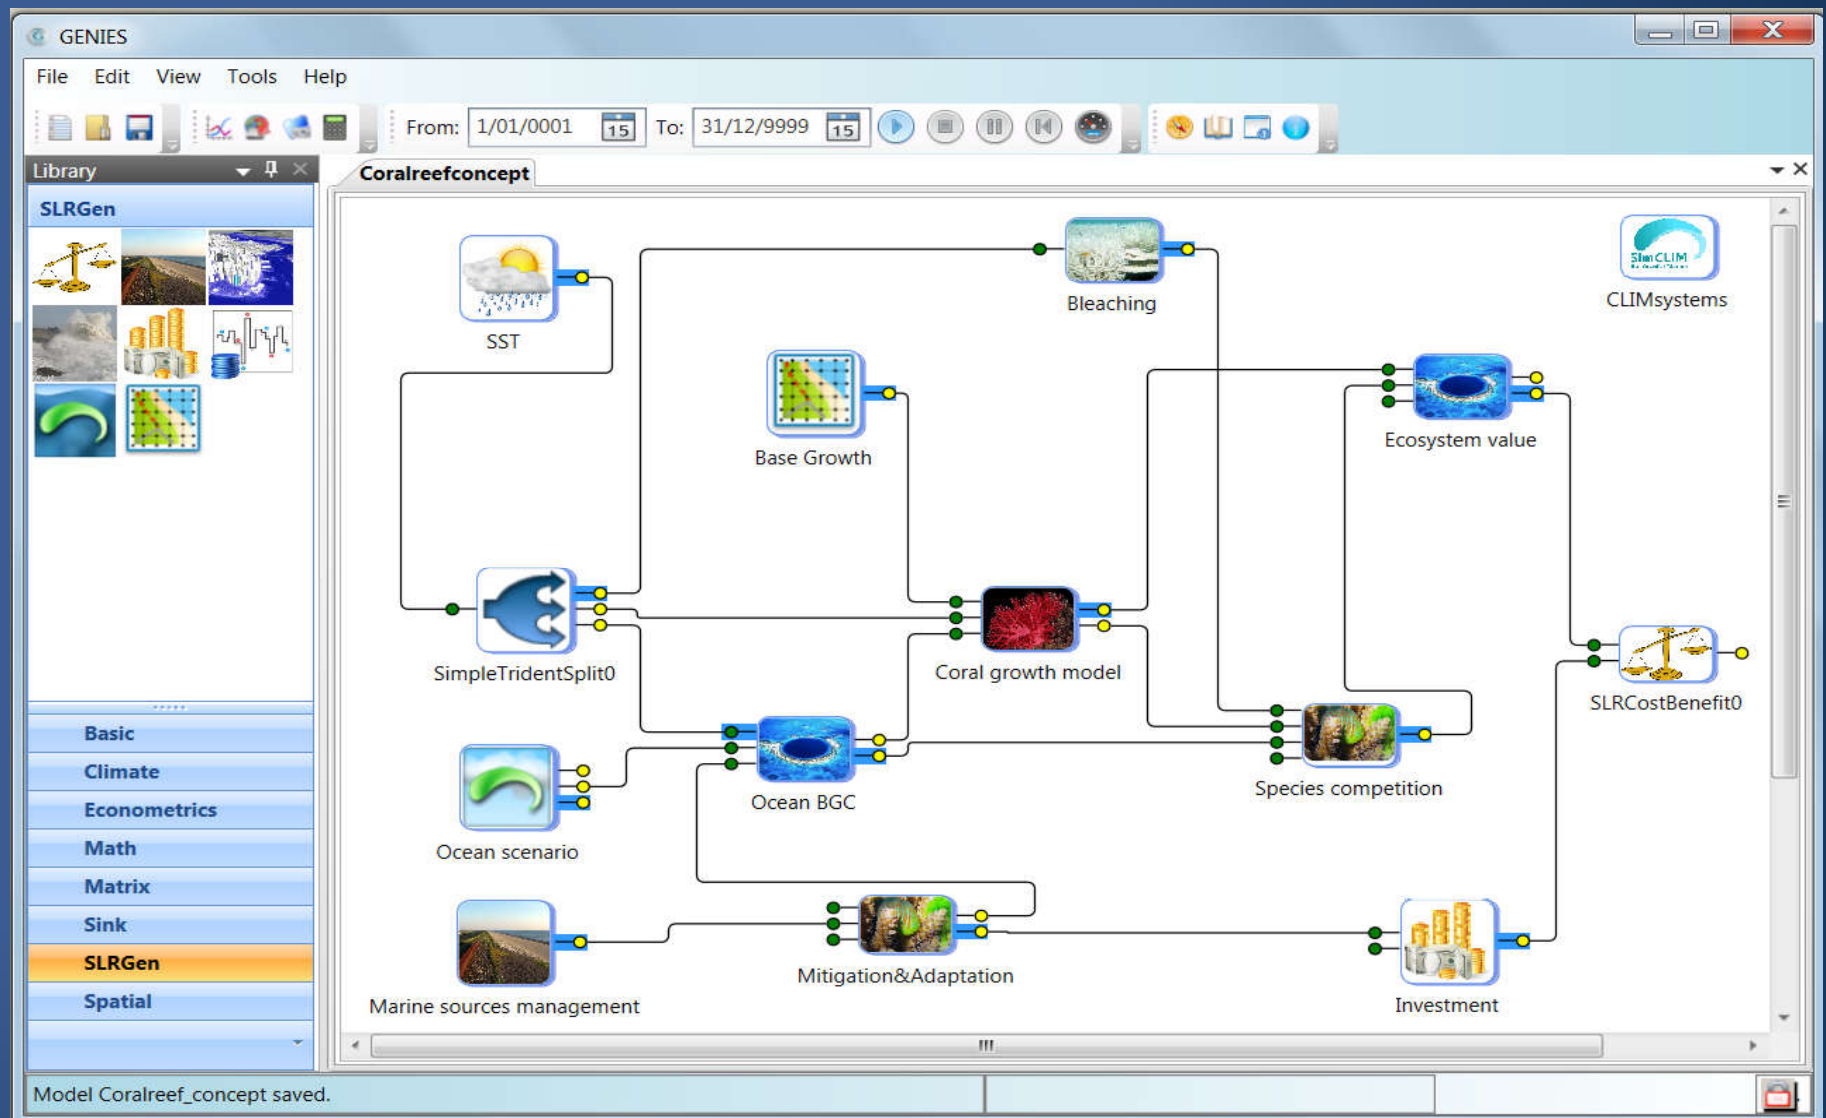 GENIES
File Edit View Tools Help
From: 1/01/0001 15 To: 31/12/9999 15
Library
Coralreefconcept
SLRGen
SST
Bleaching
SlimCLIM
CLIMsystems
Base Growth
Ecosystem value
SimpleTridentSplit0
Coral growth model
SLRCostBenefit0
Ocean BGC
Species competition
Ocean scenario
Mitigation&Adaptation
Marine sources management
Investment
Basic
Climate
Econometrics
Math
Matrix
Sink
SLRGen
Spatial
Model Coralreef_concept saved.